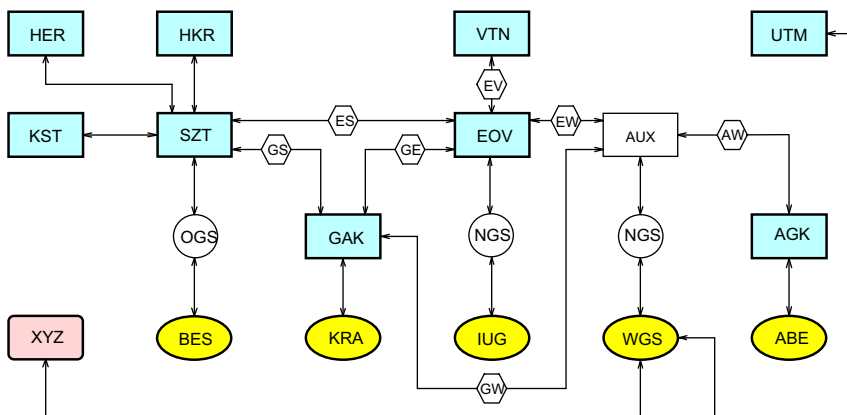 HER
HKR
VTN
UTM
EV
KST
SZT
ES
EOV
EW
AUX
AW
GS
GE
OGS
GAK
NGS
NGS
AGK
XYZ
BES
KRA
IUG
WGS
ABE
GW